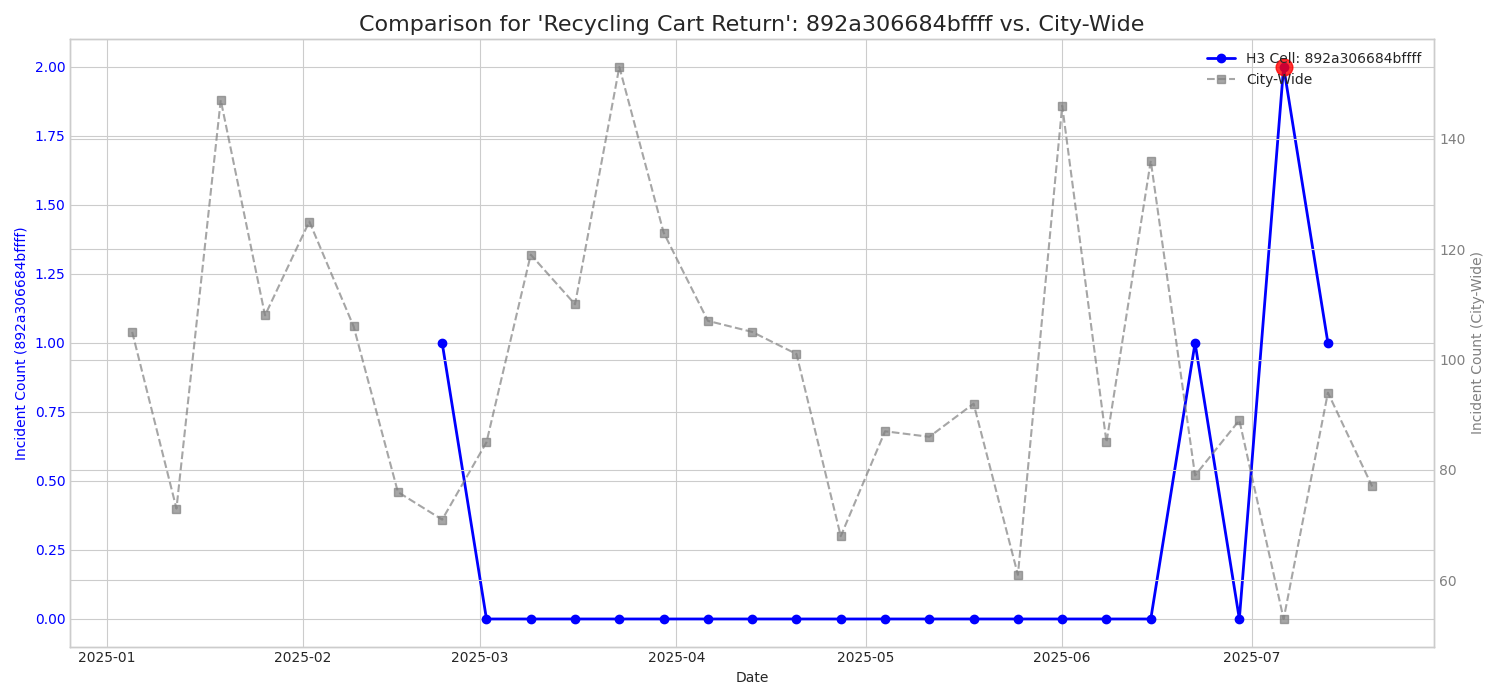 Comparison for 'Recycling Cart Return': 892a306684bffff vs. City-Wide
H3 Cell: 892a306684bffff
City-Wide
Incident Count (892a306684bffff)
2.00
1.75
1.50
1.25
1.00
0.75
0.50
0.25
0.00
140
120
100
80
60
Incident Count (City-Wide)
2025-01 2025-02 2025-03 2025-04 2025-05 2025-06 2025-07
Date